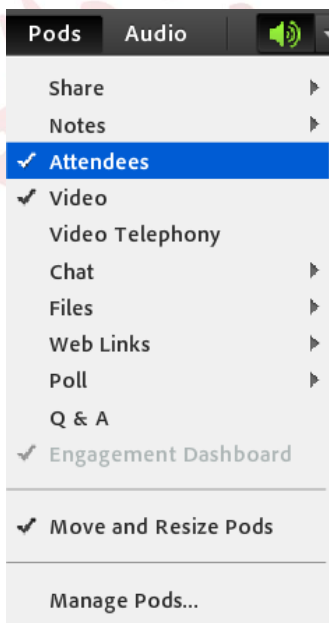 Pods Audio
Share
Notes
Attendees
Video
Video Telephony
Chat
Files
Web Links
Poll
Q & A
Engagement Dashboard
Move and Resize Pods
Manage Pods...